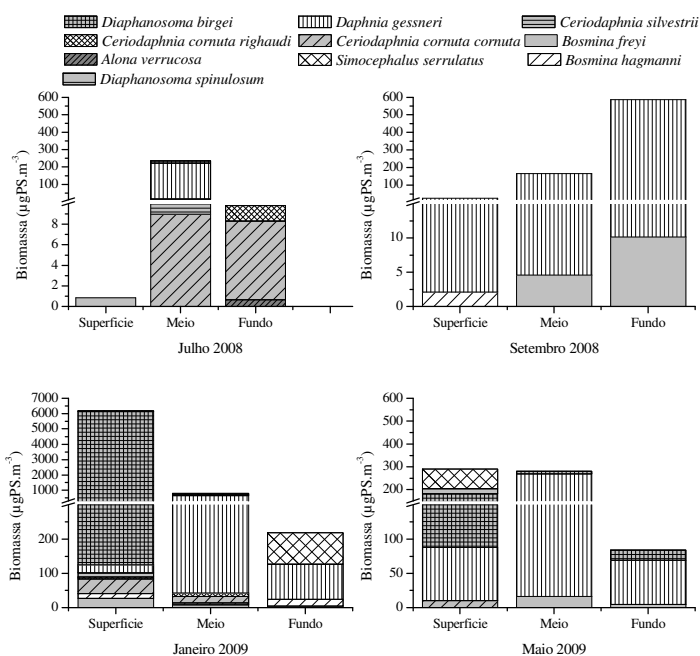 Diaphanosoma birgei Daphnia gessneri Ceriodaphnia silvestrii
Ceriodaphnia cornuta righaudi Ceriodaphnia cornuta cornuta Bosmina freyi
Alona verrucosa Simocephalus serrulatus Bosmina hagmanni
Diaphanosoma spinulosum
Biomassa (µgPS.m-3)
600
500
400
300
200
100
8
6
4
2
0
Superficie Meio Fundo
Julho 2008
Biomassa (µgPS.m-3)
600
500
400
300
200
100
10
5
0
Superficie Meio Fundo
Setembro 2008
Biomassa (µgPS.m-3)
7000
6000
5000
4000
3000
2000
1000
200
100
0
Superficie Meio Fundo
Janeiro 2009
Biomassa (µgPS.m-3)
600
500
400
300
200
100
50
0
Superficie Meio Fundo
Maio 2009